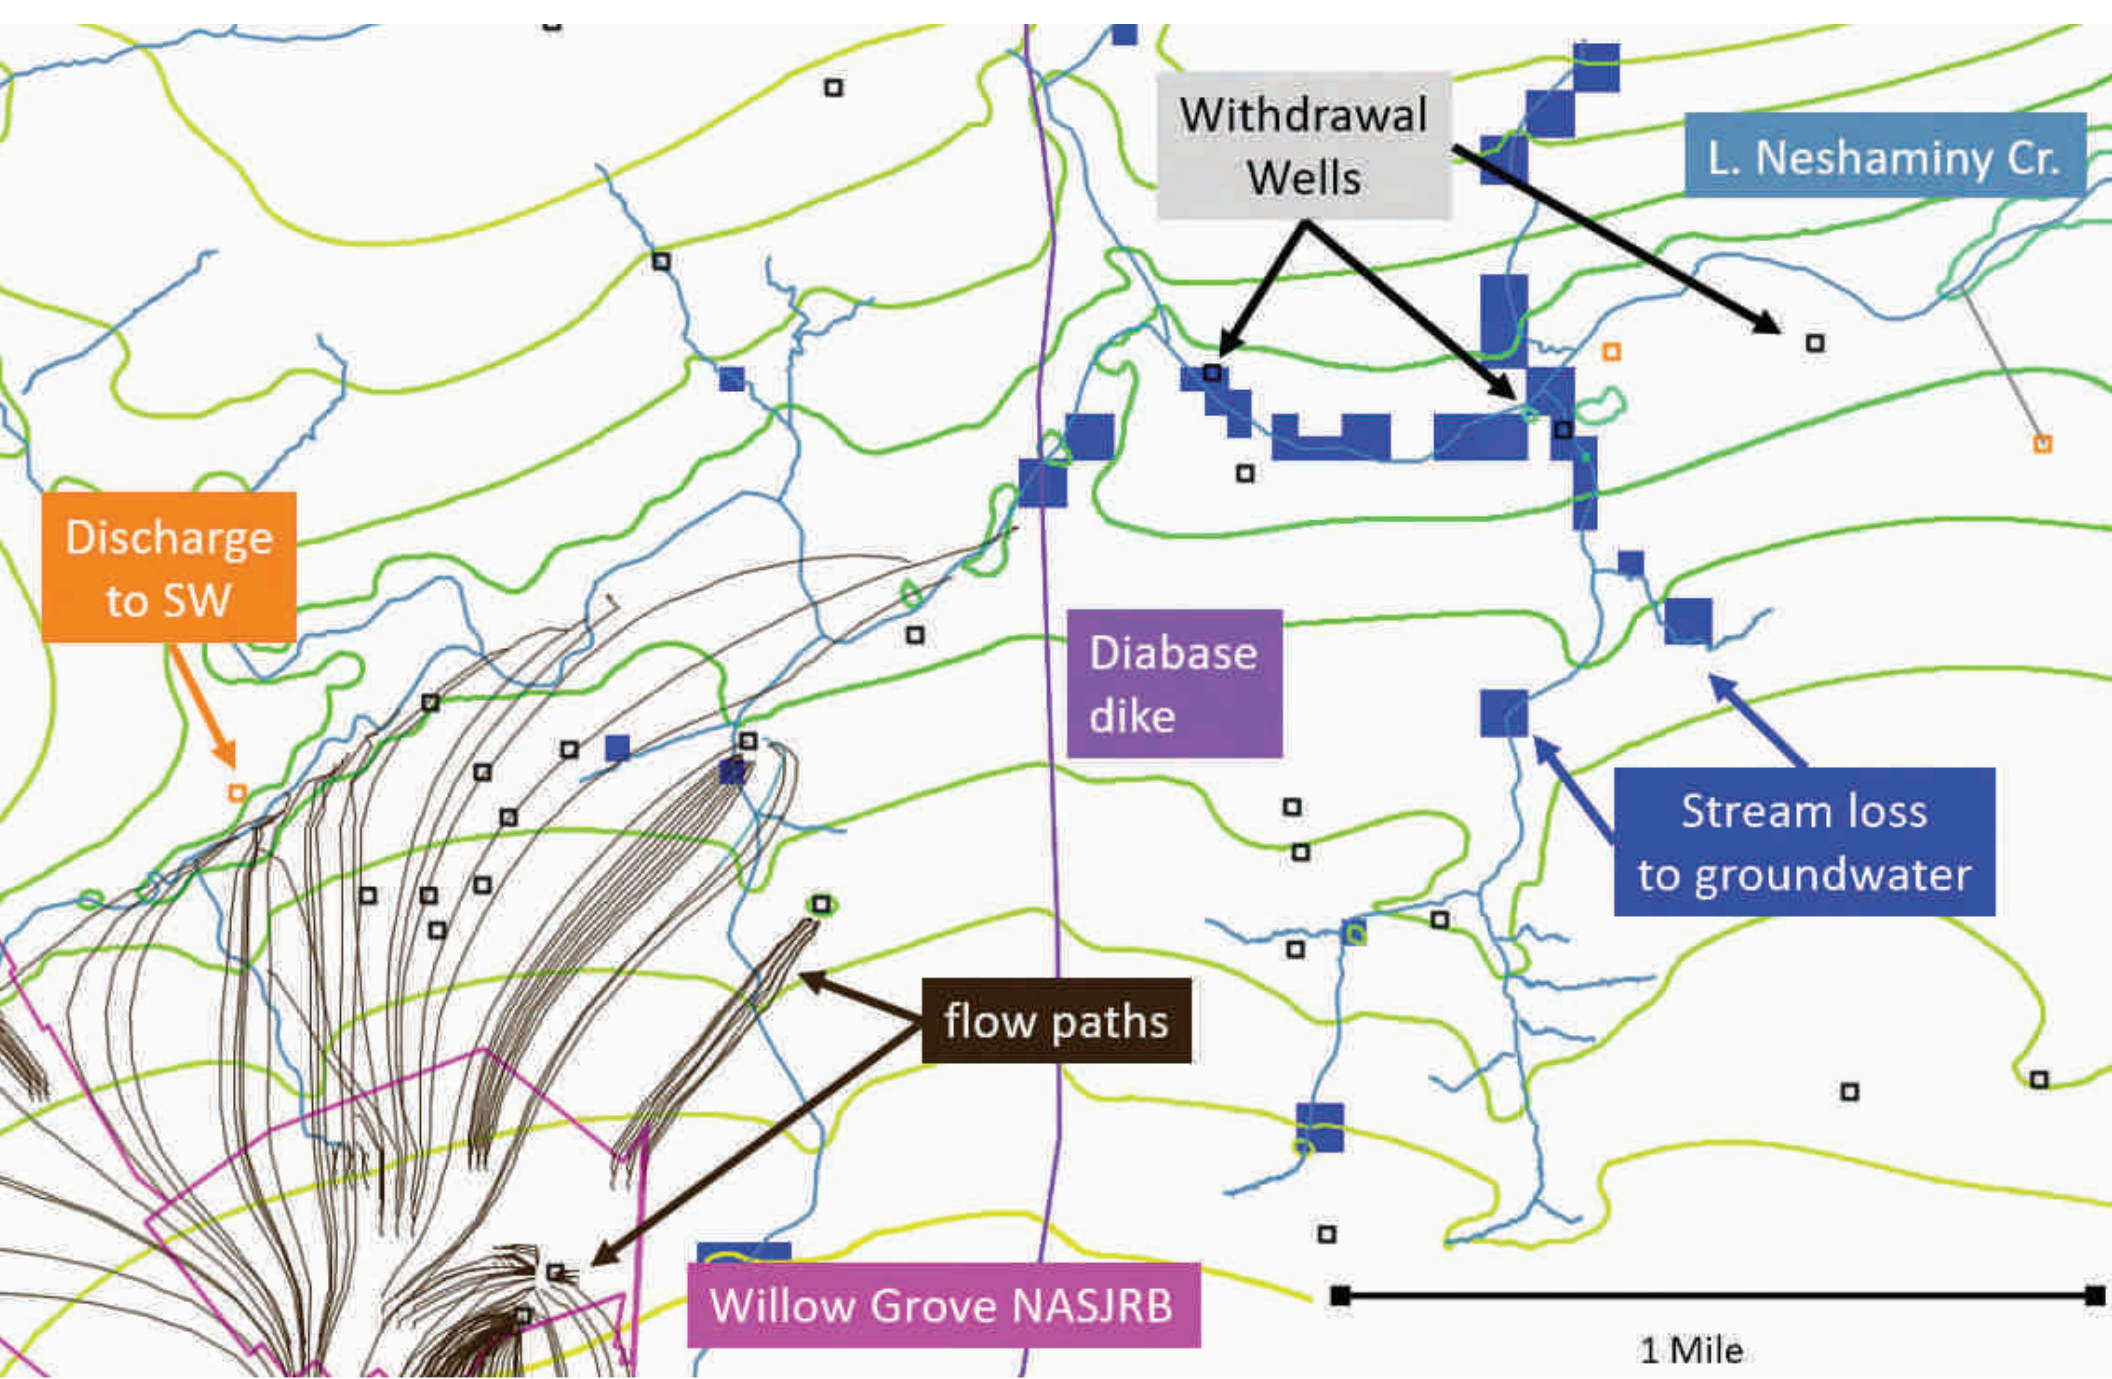 Withdrawal
Wells
L. Neshaminy Cr.
Discharge
to SW
Diabase
dike
Stream loss
to groundwater
flow paths
Willow Grove NASJRB
1 Mile